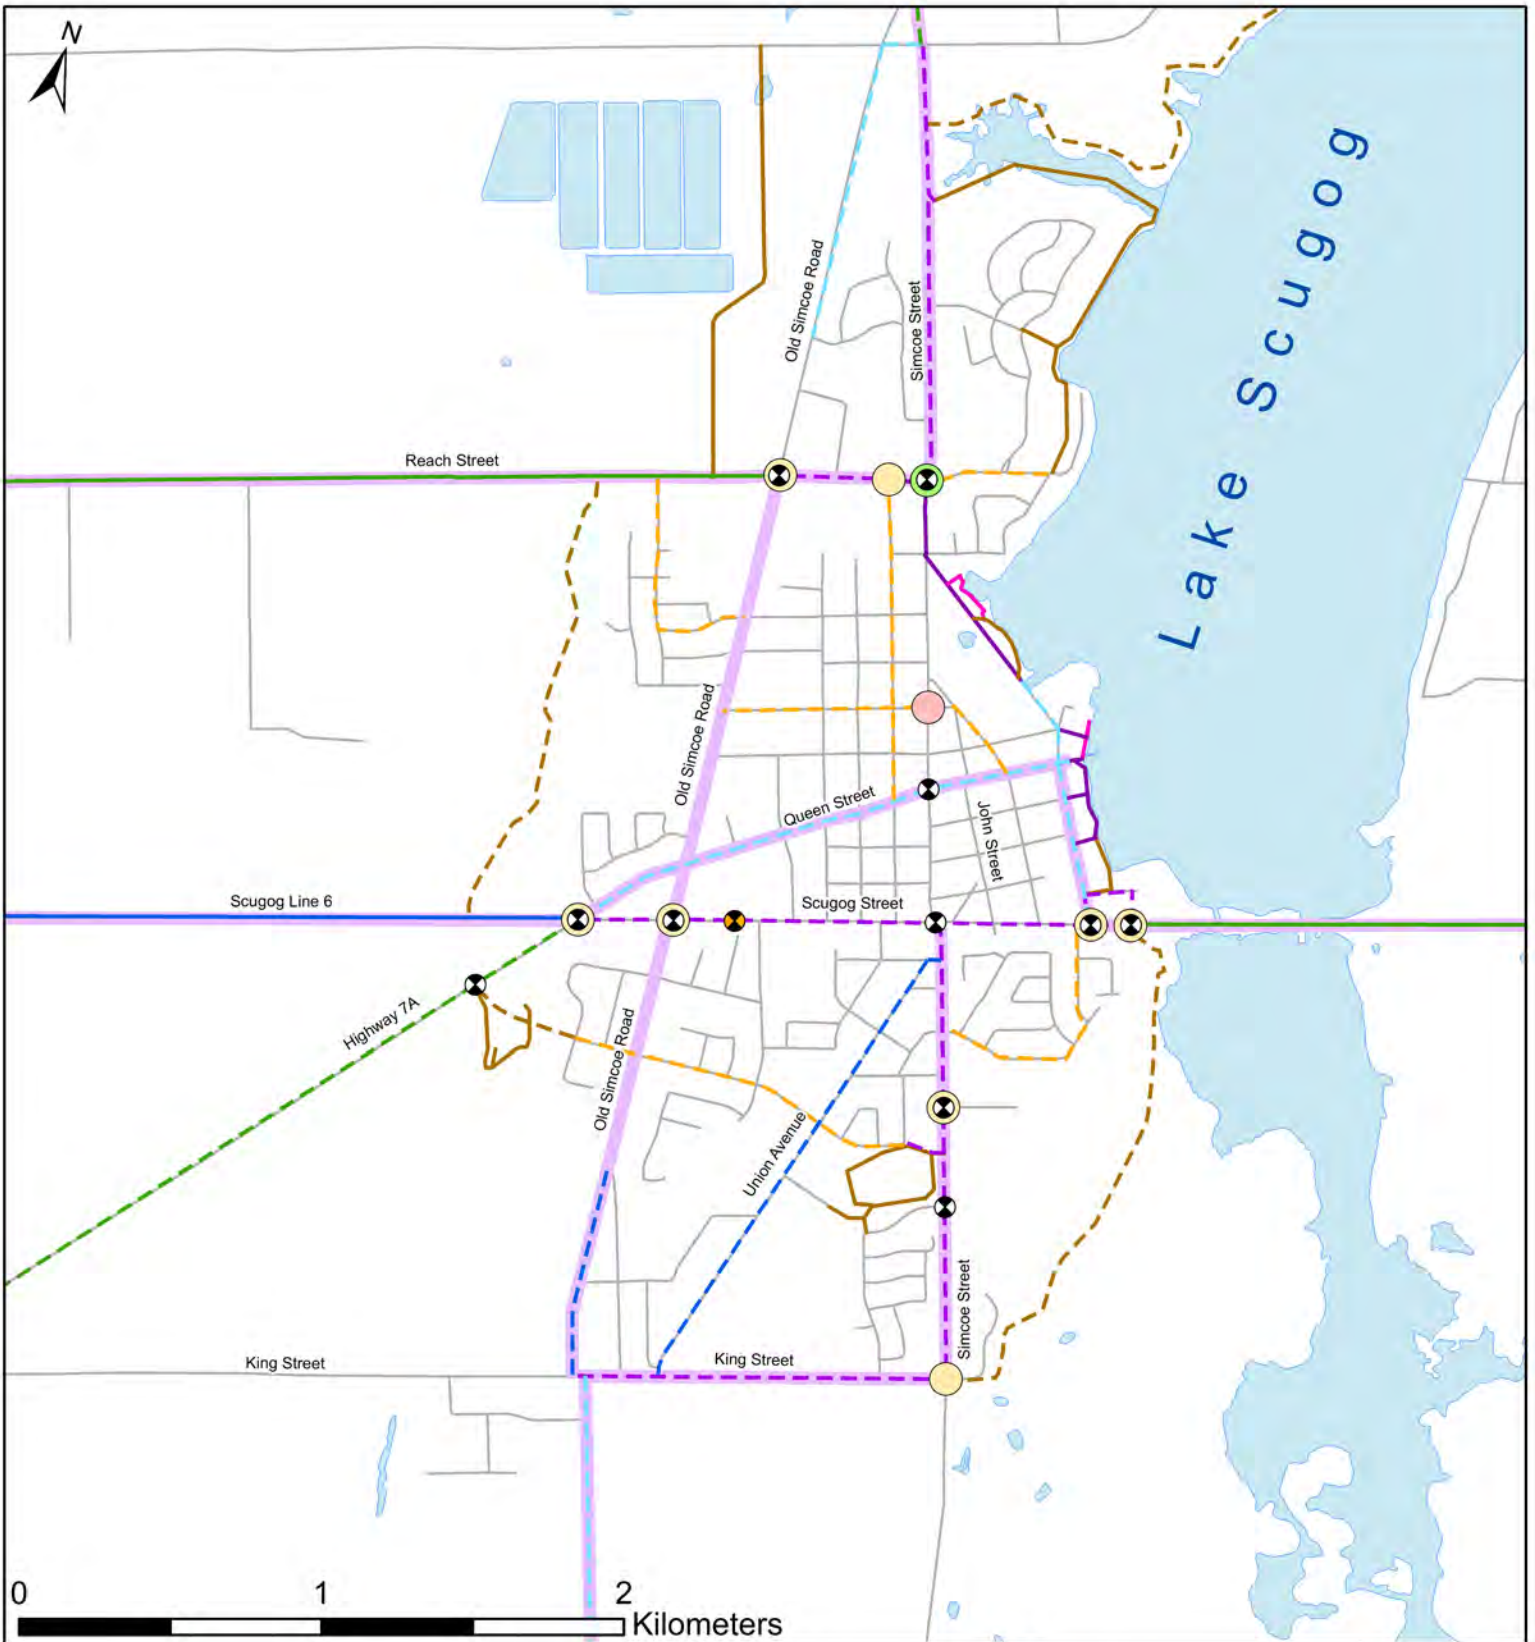 N
Old Simcoe Road
Simcoe Street
Lake Scugog
Reach Street
Old Simcoe Road
Queen Street
John Street
Scugog Line 6
Scugog Street
Highway 7A
Old Simcoe Road
Union Avenue
Simcoe Street
King Street
King Street
0 1 2
Kilometers